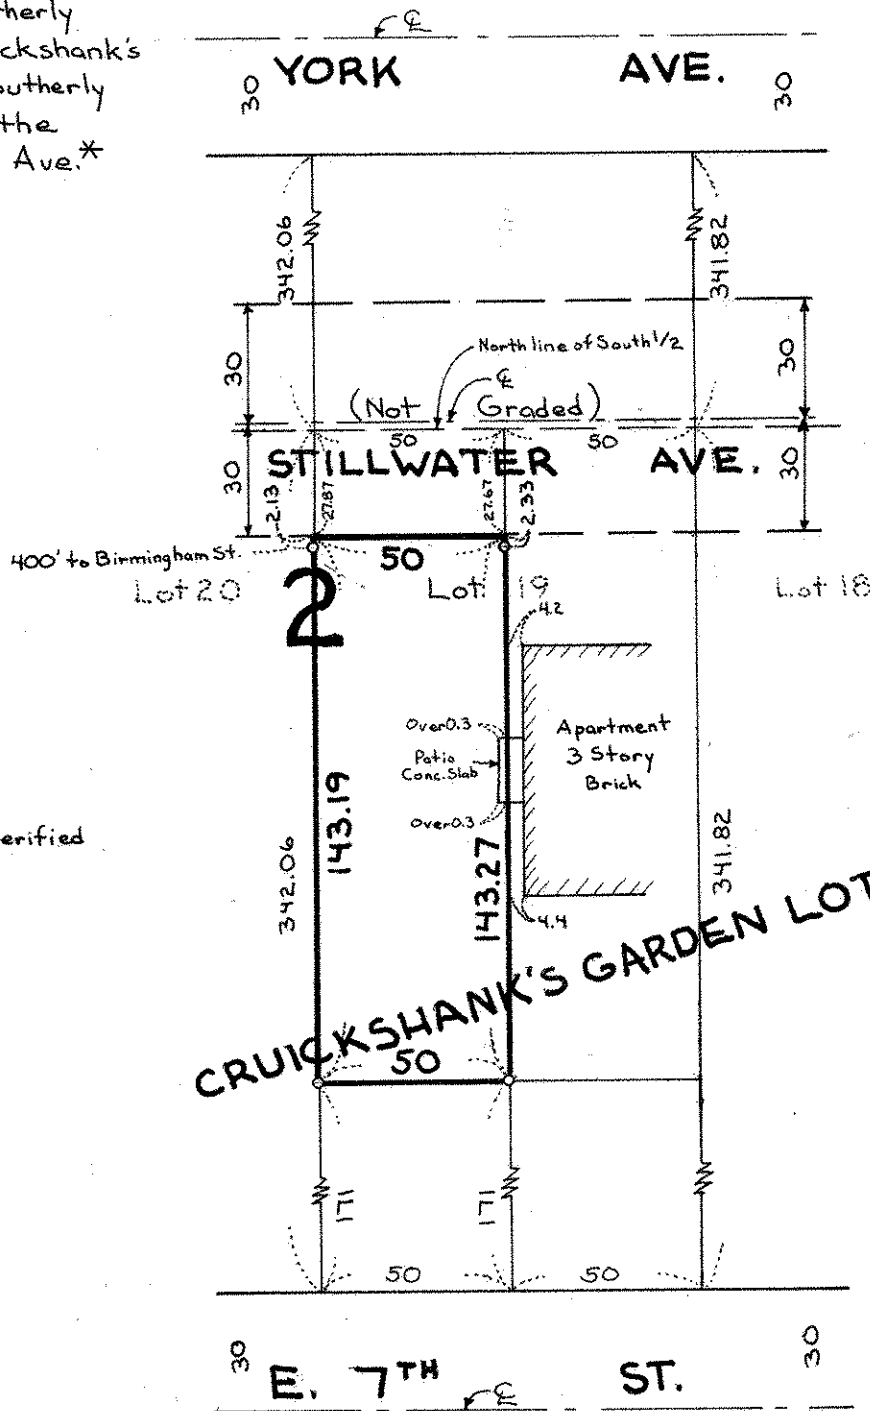 herly
ckshank's
outherly
the
Ave.*
℄
30 YORK AVE. 30
342.06
341.82
North line of South 1/2
℄
30
30
(Not Graded)
50 50
STILLWATER AVE.
30
30
2.13
27.87
27.67
2.33
400' to Birmingham St.
50
Lot 20
2
Lot 19
Lot 18
4.2
Over 0.3
Patio
Conc. Slab
Over 0.3
Apartment
3 Story
Brick
erified
342.06
143.19
143.27
341.82
4.4
CRUICKSHANK'S GARDEN LOT
50
171
171
50 50
30
30
E. 7TH ST.
℄